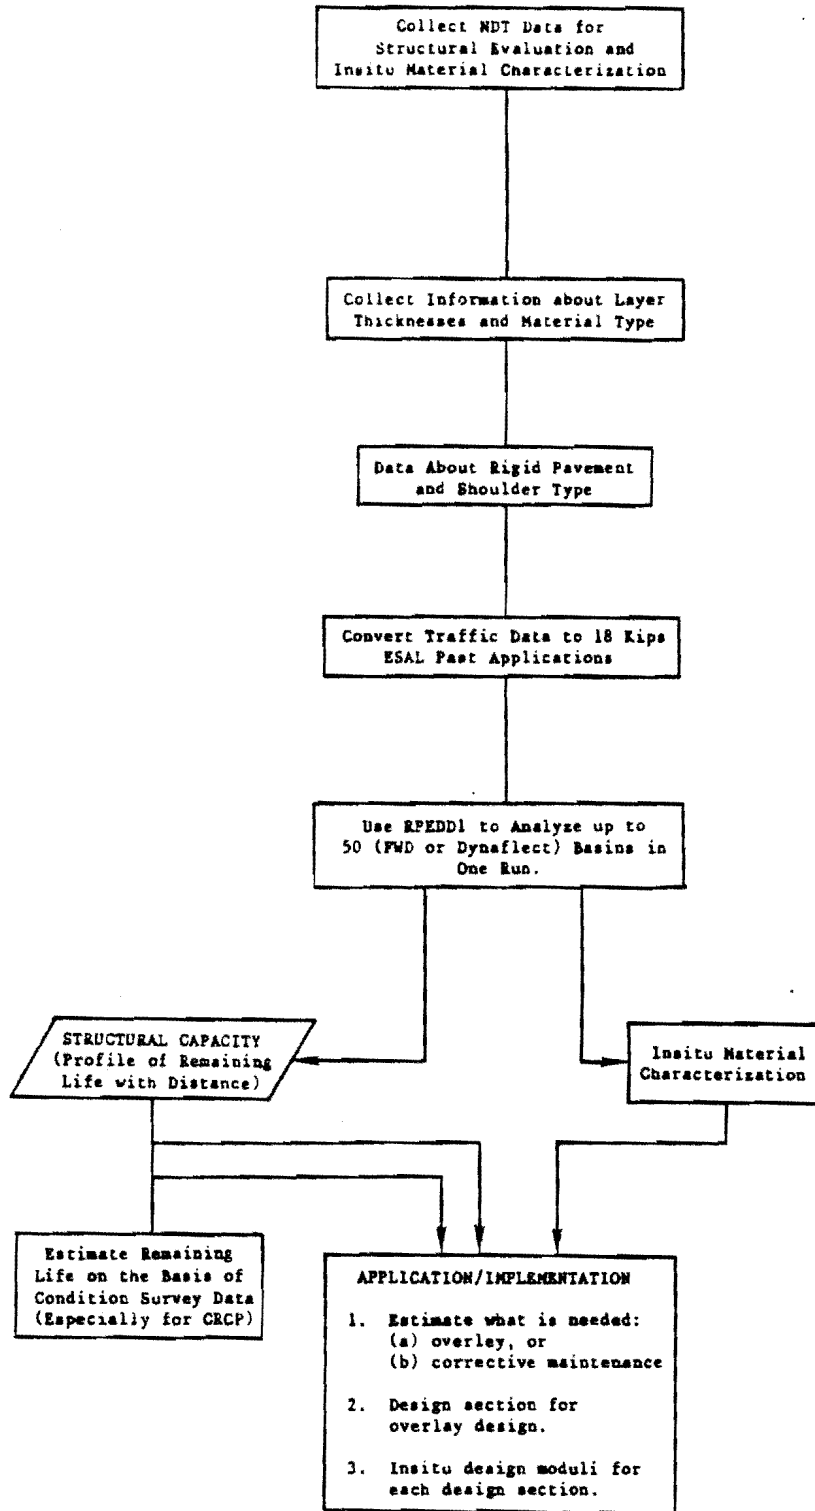 Collect NDT Data for
Structural Evaluation and
Insitu Material Characterization
Collect Information about Layer
Thicknesses and Material Type
Data About Rigid Pavement
and Shoulder Type
Convert Traffic Data to 18 Kips
ESAL Past Applications
Use RPEDD1 to Analyze up to
50 (FWD or Dynaflect) Basins in
One Run.
STRUCTURAL CAPACITY
(Profile of Remaining
Life with Distance)
Insitu Material
Characterization
Estimate Remaining
Life on the Basis of
Condition Survey Data
(Especially for CRCP)
APPLICATION/IMPLEMENTATION
1. Estimate what is needed:
(a) overley, or
(b) corrective maintenance
2. Design section for
overlay design.
3. Insitu design moduli for
each design section.